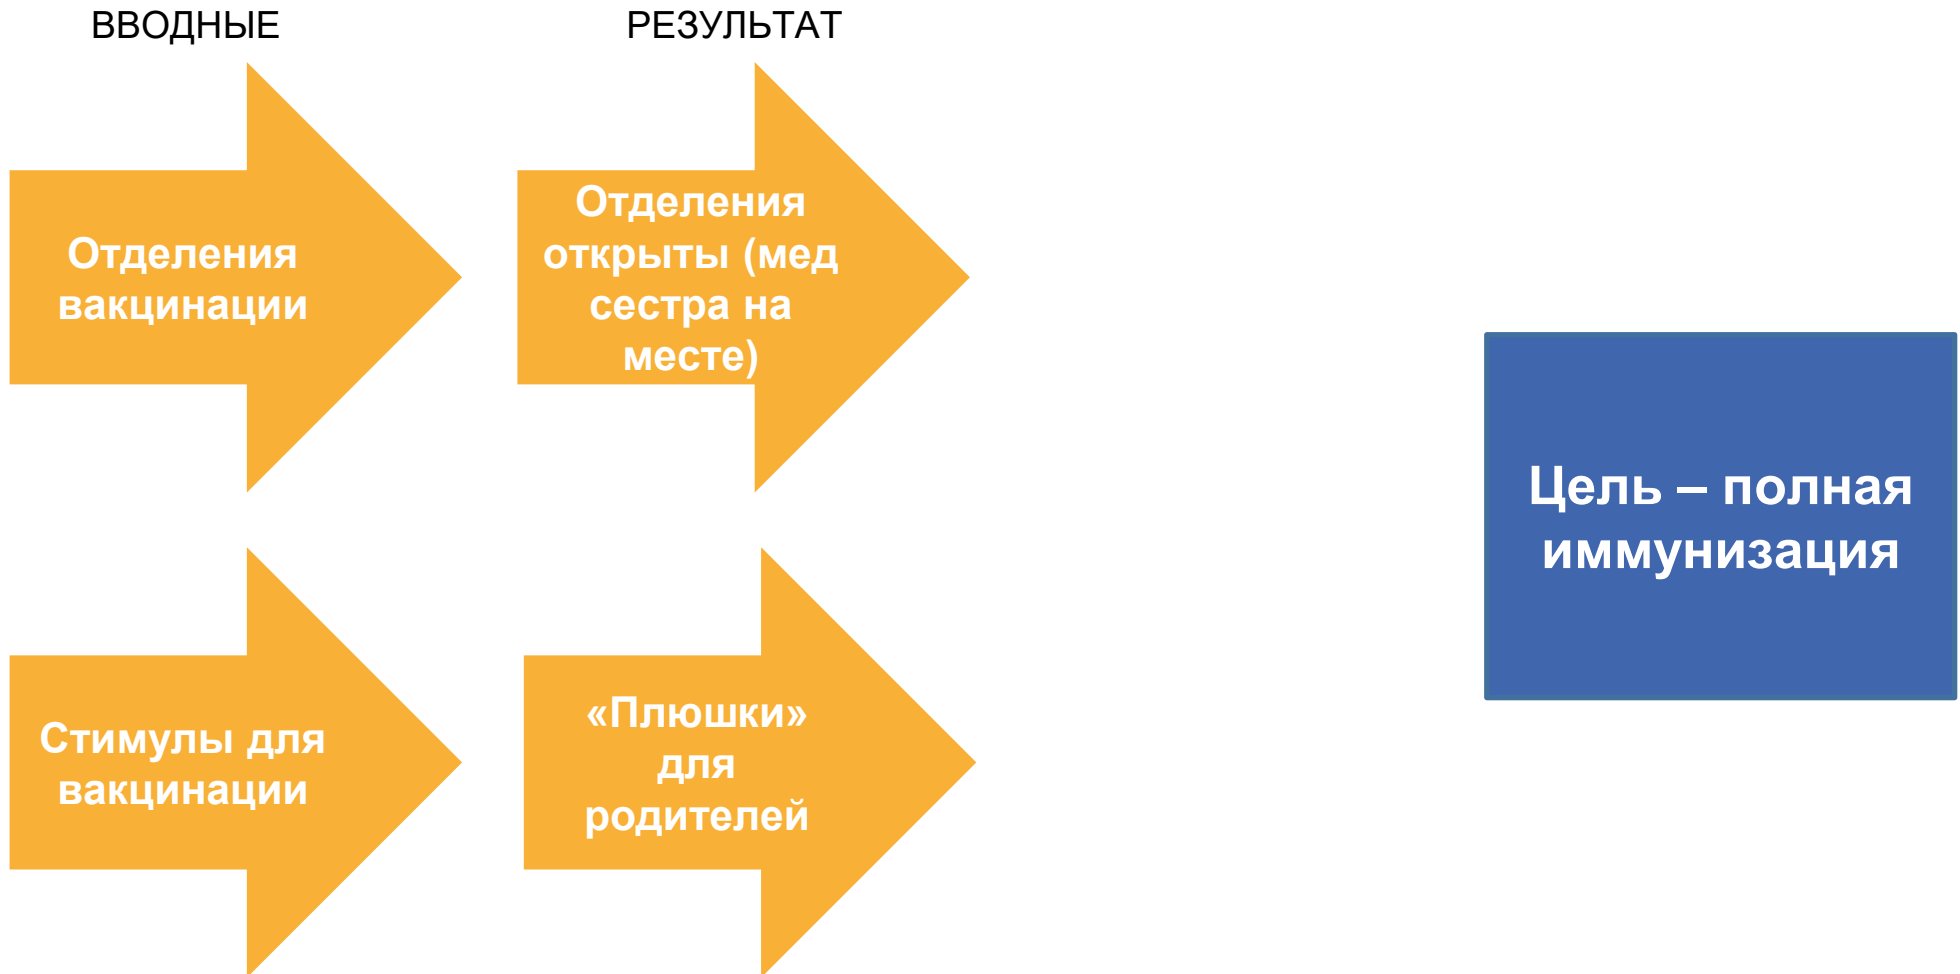 ВВОДНЫЕ
РЕЗУЛЬТАТ
Отделения
вакцинации
Отделения
открыты (мед
сестра на
месте)
Цель – полная
иммунизация
Стимулы для
вакцинации
«Плюшки»
для
родителей